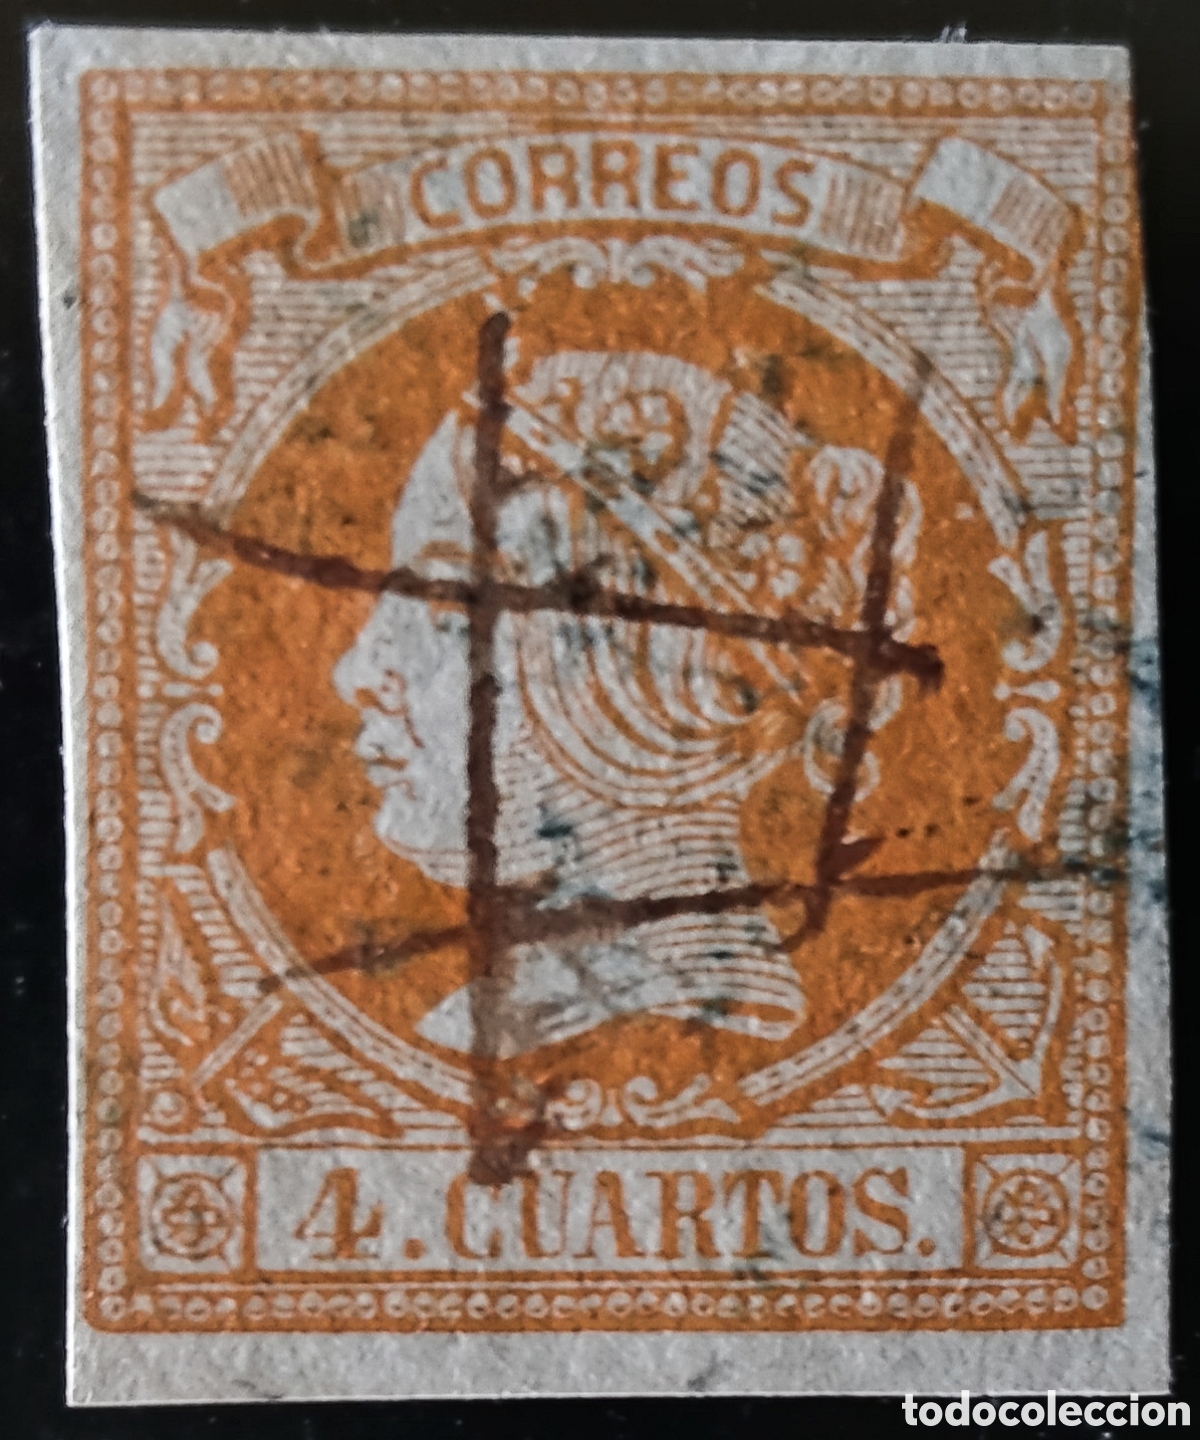 CORREOS
4. CUARTOS.
todocoleccion